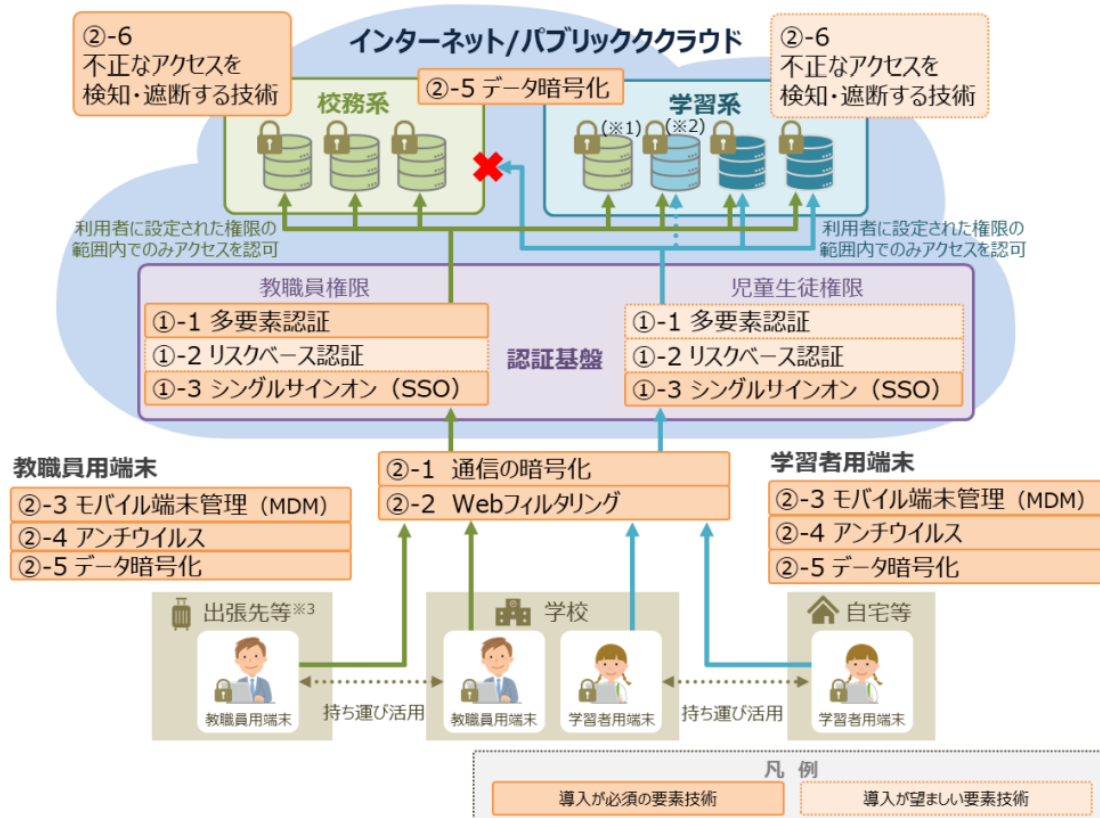 ②-6
不正なアクセスを
検知・遮断する技術
インターネット/パブリッククラウド
②-6
不正なアクセスを
検知・遮断する技術
②-5 データ暗号化
校務系
学習系
(※1)
(※2)
利用者に設定された権限の
範囲内でのみアクセスを認可
利用者に設定された権限の
範囲内でのみアクセスを認可
教職員権限
児童生徒権限
①-1 多要素認証
①-2 リスクベース認証
①-3 シングルサインオン（SSO）
認証基盤
①-1 多要素認証
①-2 リスクベース認証
①-3 シングルサインオン（SSO）
教職員用端末
②-3 モバイル端末管理（MDM）
②-4 アンチウイルス
②-5 データ暗号化
②-1 通信の暗号化
②-2 Webフィルタリング
学習者用端末
②-3 モバイル端末管理（MDM）
②-4 アンチウイルス
②-5 データ暗号化
出張先等※3
学校
自宅等
教職員用端末
持ち運び活用
教職員用端末
学習者用端末
持ち運び活用
学習者用端末
凡 例
導入が必須の要素技術
導入が望ましい要素技術